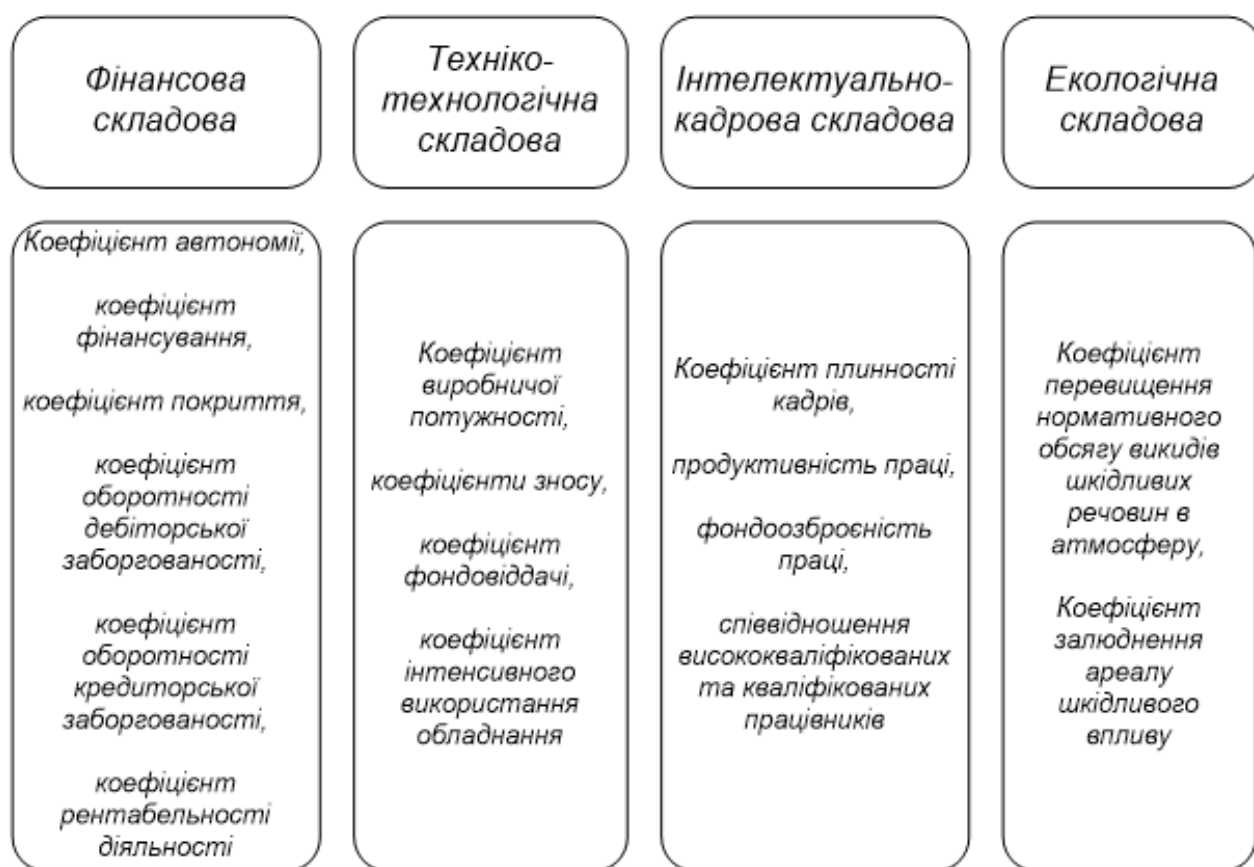 Фінансова
складова
Техніко-
технологічна
складова
Інтелектуально-
кадрова складова
Екологічна
складова
Коефіцієнт автономії,
коефіцієнт
фінансування,
коефіцієнт покриття,
коефіцієнт
оборотності
дебіторської
заборгованості,
коефіцієнт
оборотності
кредиторської
заборгованості,
коефіцієнт
рентабельності
діяльності
Коефіцієнт
виробничої
потужності,
коефіцієнти зносу,
коефіцієнт
фондовіддачі,
коефіцієнт
інтенсивного
використання
обладнання
Коефіцієнт плинності
кадрів,
продуктивність праці,
фондоозброєність
праці,
співвідношення
висококваліфікованих
та кваліфікованих
працівників
Коефіцієнт
перевищення
нормативного
обсягу викидів
шкідливих
речовин в
атмосферу,
Коефіцієнт
залюднення
ареалу
шкідливого
впливу